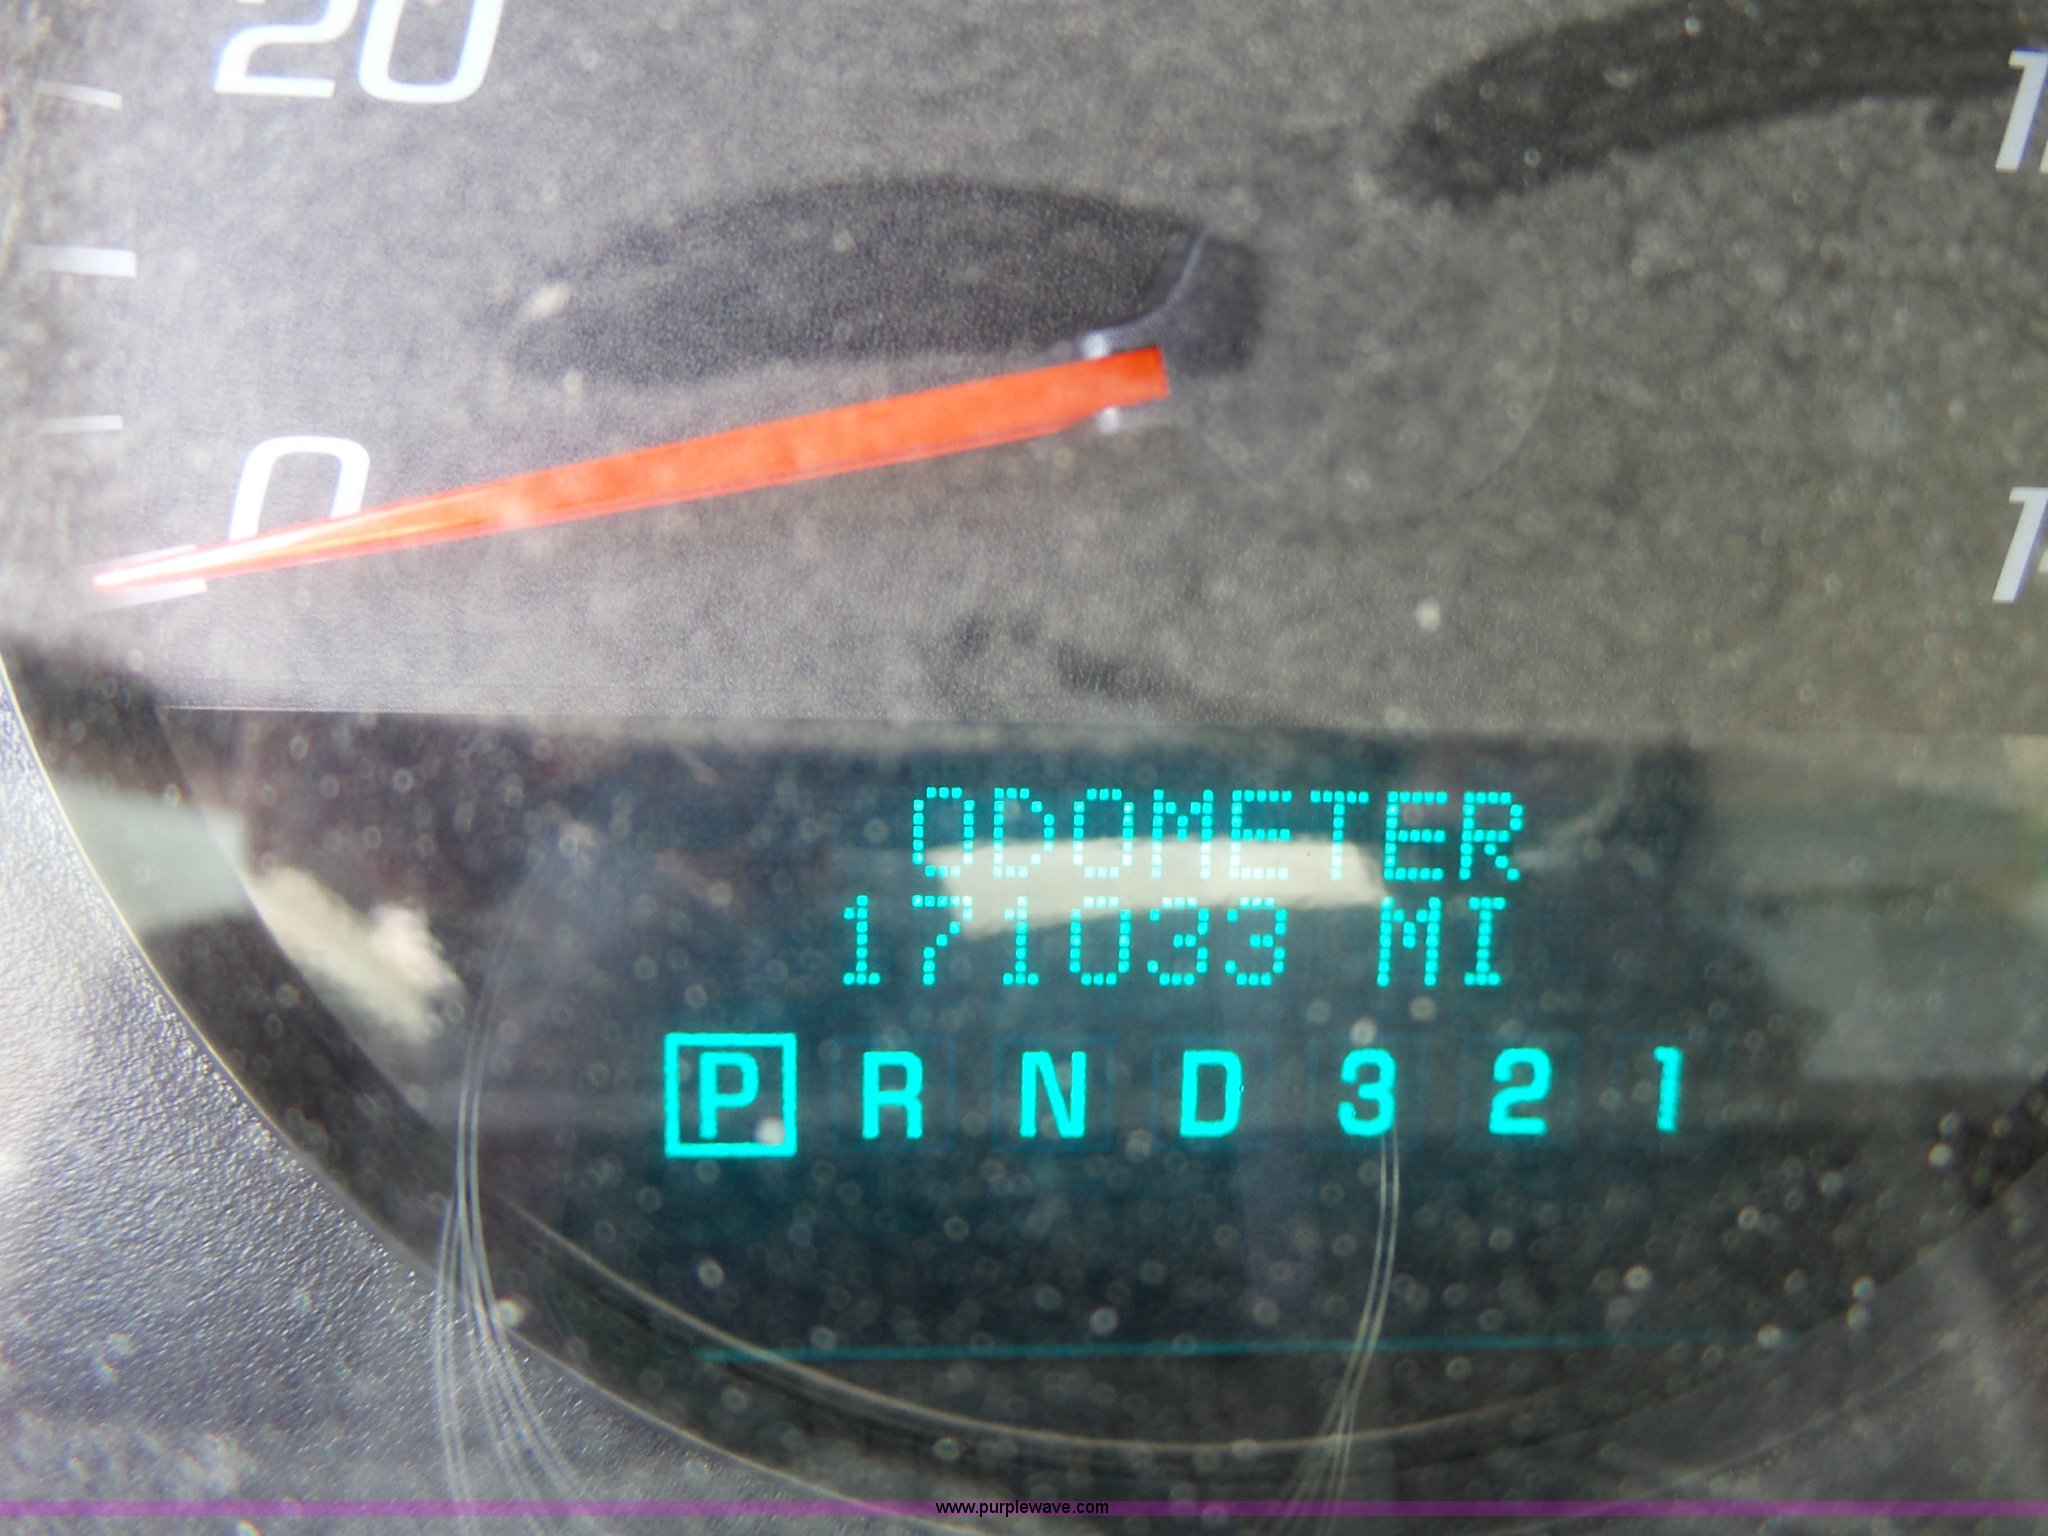 20
0
ODOMETER
171033 MI
P R N D 3 2 1
www.purplewave.com